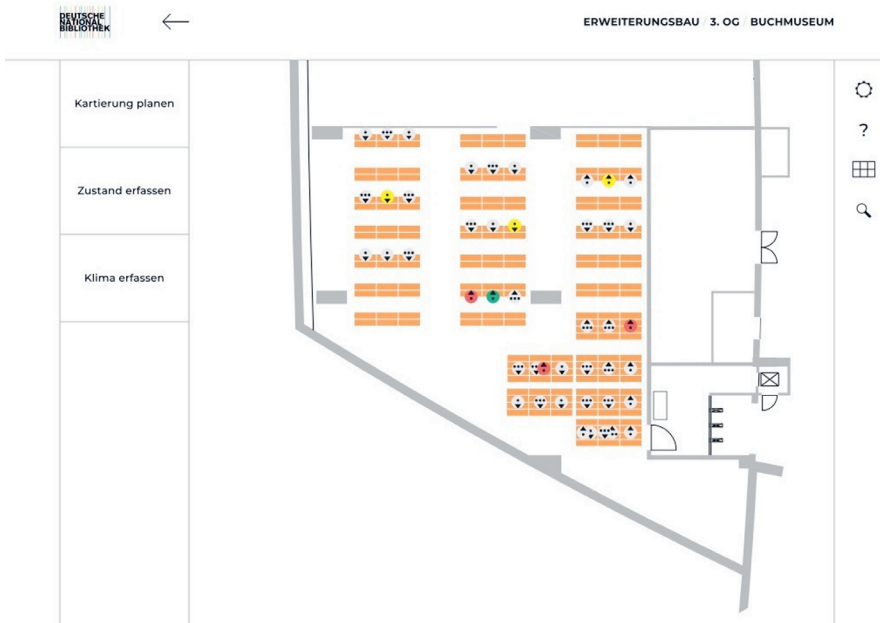 DEUTSCHE
NATIONAL
BIBLIOTHEK
ERWEITERUNGSBAU / 3. OG / BUCHMUSEUM
Kartierung planen
Zustand erfassen
Klima erfassen
?